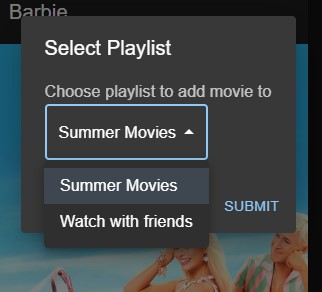 Barbie
Select Playlist
Choose playlist to add movie to
Summer Movies
Summer Movies
Watch with friends
SUBMIT